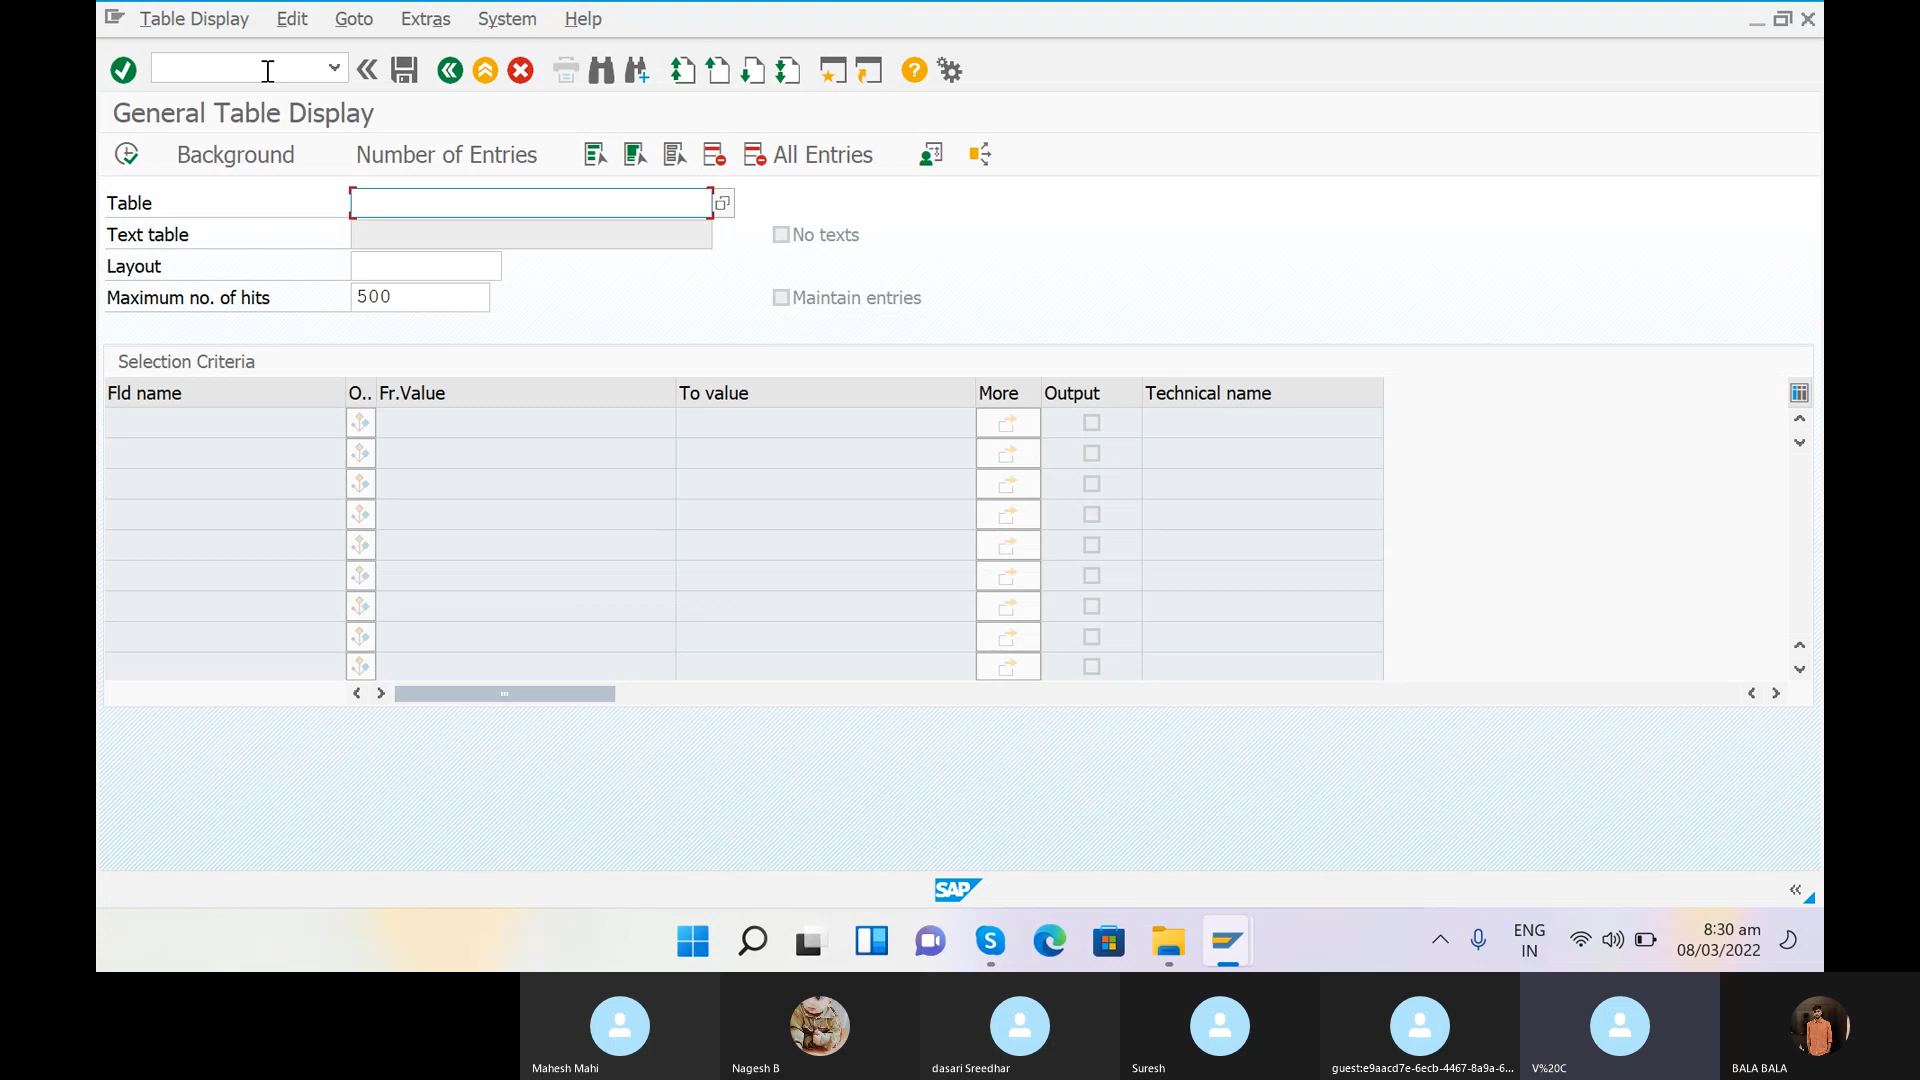 Table Display Edit Goto Extras System Help
General Table Display
Background Number of Entries All Entries
Table
Text table No texts
Layout
Maximum no. of hits 500 Maintain entries
Selection Criteria
Fld name O.. Fr.Value To value More Output Technical name
SAP
ENG
IN
8:30 am
08/03/2022
Mahesh Mahi Nagesh B dasari Sreedhar Suresh guest:e9aacd7e-6ecb-4467-8a9a-6... V%20C BALA BALA